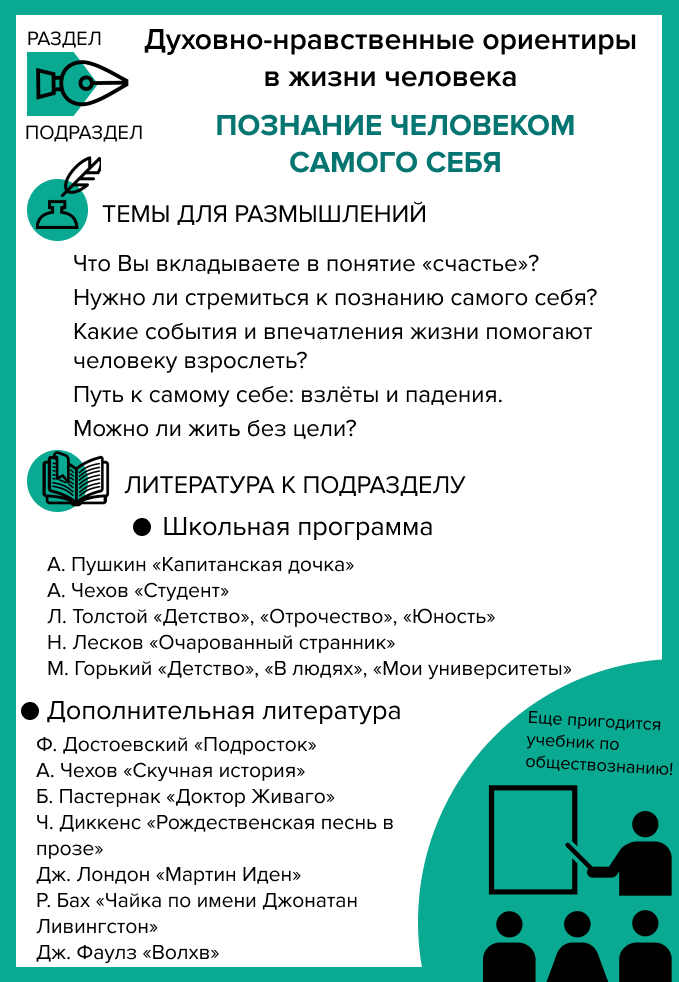 РАЗДЕЛ
Духовно-нравственные ориентиры
в жизни человека
ПОДРАЗДЕЛ
ПОЗНАНИЕ ЧЕЛОВЕКОМ
САМОГО СЕБЯ
ТЕМЫ ДЛЯ РАЗМЫШЛЕНИЙ
Что Вы вкладываете в понятие «счастье»?
Нужно ли стремиться к познанию самого себя?
Какие события и впечатления жизни помогают
человеку взрослеть?
Путь к самому себе: взлёты и падения.
Можно ли жить без цели?
ЛИТЕРАТУРА К ПОДРАЗДЕЛУ
● Школьная программа
А. Пушкин «Капитанская дочка»
А. Чехов «Студент»
Л. Толстой «Детство», «Отрочество», «Юность»
Н. Лесков «Очарованный странник»
М. Горький «Детство», «В людях», «Мои университеты»
● Дополнительная литература
Ф. Достоевский «Подросток»
А. Чехов «Скучная история»
Б. Пастернак «Доктор Живаго»
Ч. Диккенс «Рождественская песнь в
прозе»
Дж. Лондон «Мартин Иден»
Р. Бах «Чайка по имени Джонатан
Ливингстон»
Дж. Фаулз «Волхв»
Еще пригодится
учебник по
обществознанию!